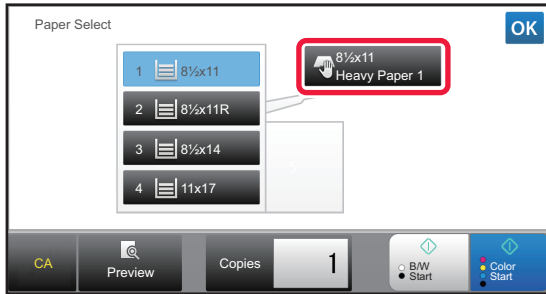 Paper Select
OK
8½x11
Heavy Paper 1
1 8½x11
2 8½x11R
3 8½x14
4 11x17
CA
Preview
Copies
1
B/W
Start
Color
Start